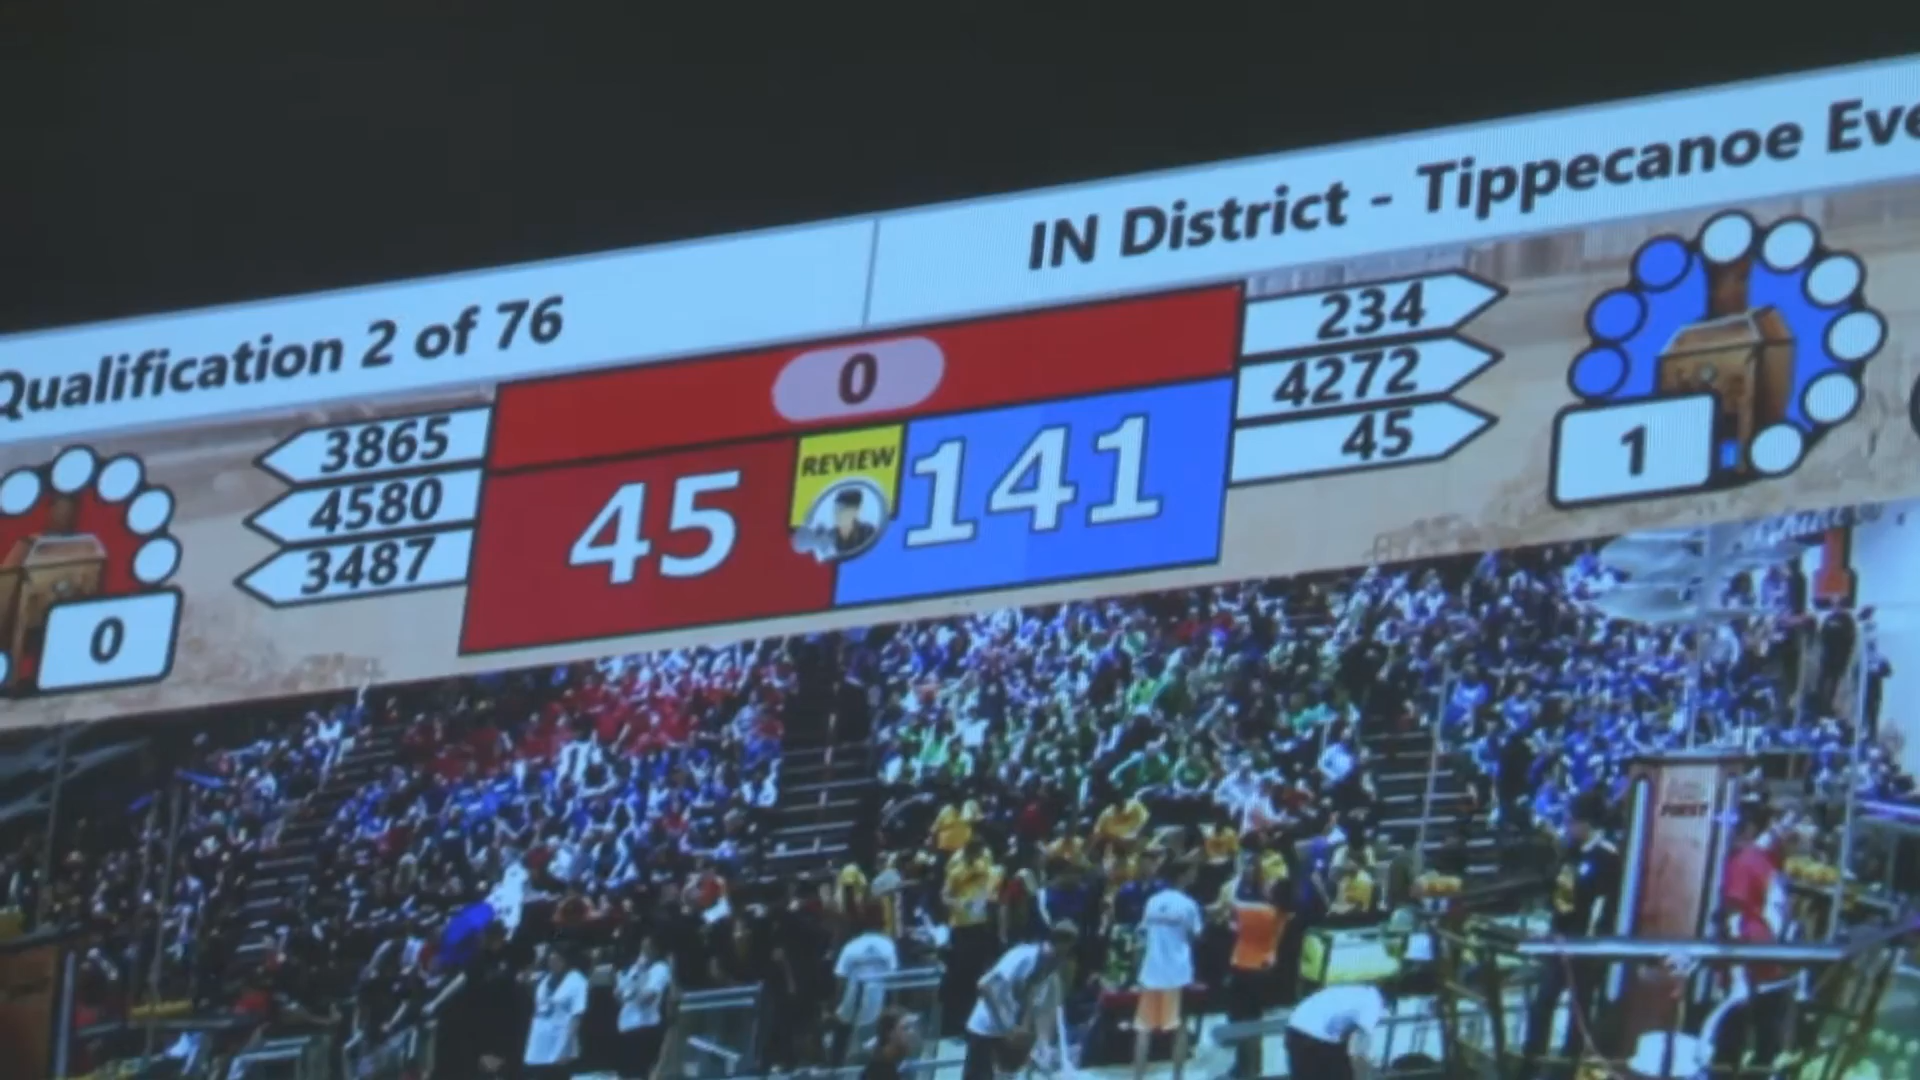 Qualification 2 of 76
IN District - Tippecanoe Eve
0
3865
4580
3487
45
REVIEW
141
234
4272
45
0
1
FIRST